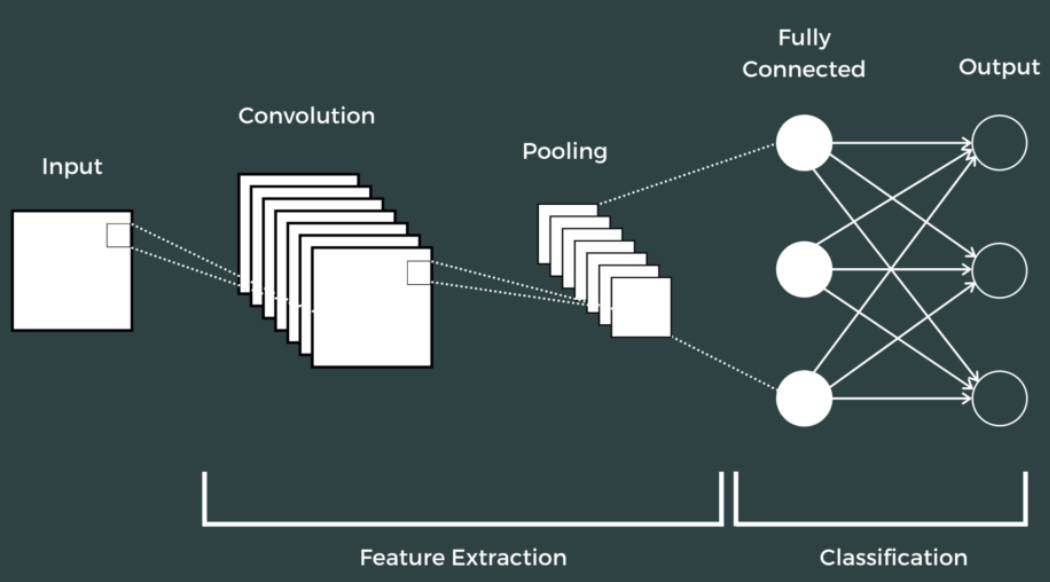 Input
Convolution
Pooling
Fully
Connected
Output
Feature Extraction
Classification